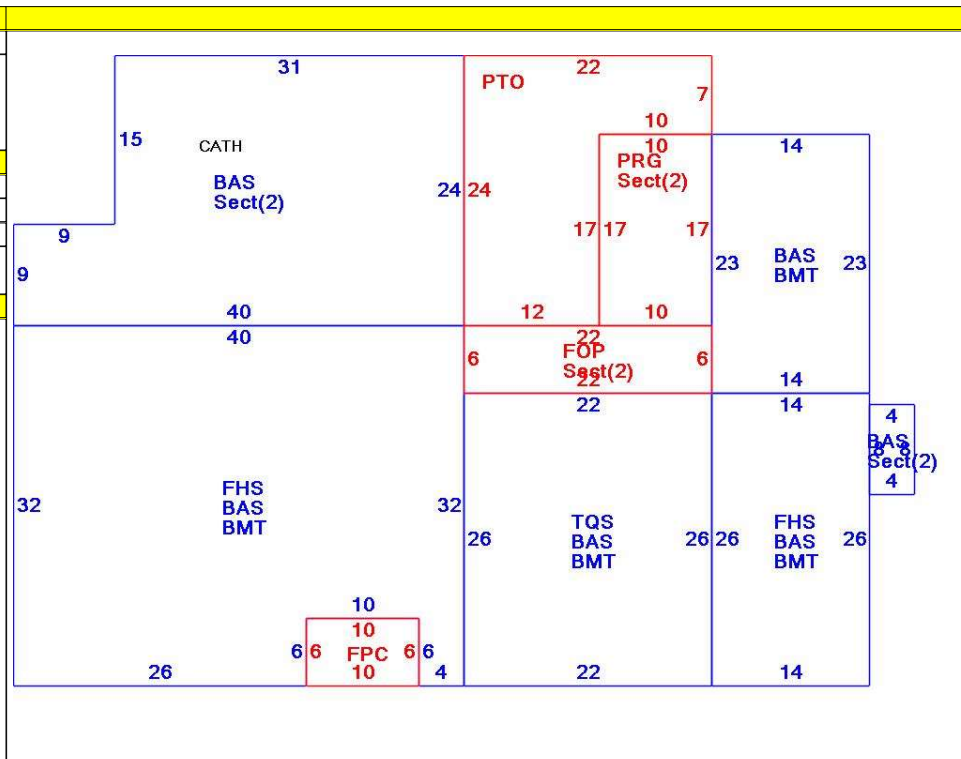 31
22
PTO
7
15
CATH
10
10
14
PRG
Sect(2)
BAS
Sect(2)
24 24
17 17 17
9
23
BAS
BMT
23
9
40
12
10
40
22
6
FOP
Sect(2)
6
22
14
22
14
4
BAS
8 8
Sect(2)
4
FHS
BAS
BMT
32
32
TQS
BAS
BMT
26
26 26
FHS
BAS
BMT
26
10
10
6 6
FPC
6 6
26
10
4
22
14